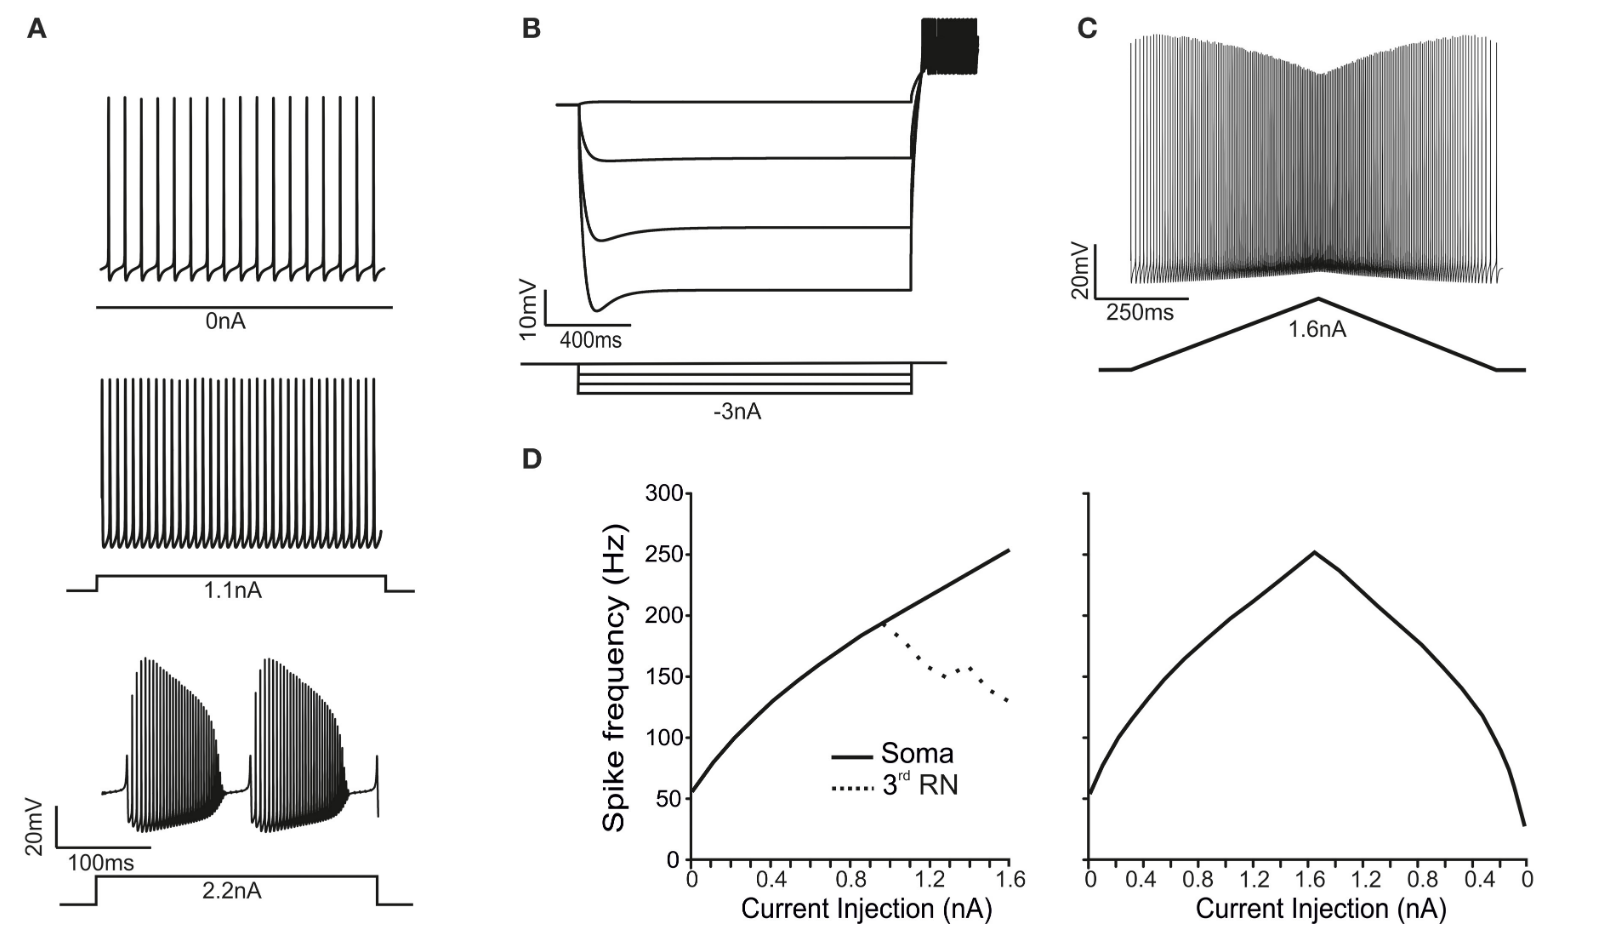 A
0nA
1.1nA
20mV
100ms
2.2nA
B
10mV
400ms
-3nA
C
20mV
250ms
1.6nA
D
Spike frequency (Hz)
300
250
200
150
100
50
0
Soma
3rd RN
0 0.4 0.8 1.2 1.6
Current Injection (nA)
0 0.4 0.8 1.2 1.6 1.2 0.8 0.4 0
Current Injection (nA)